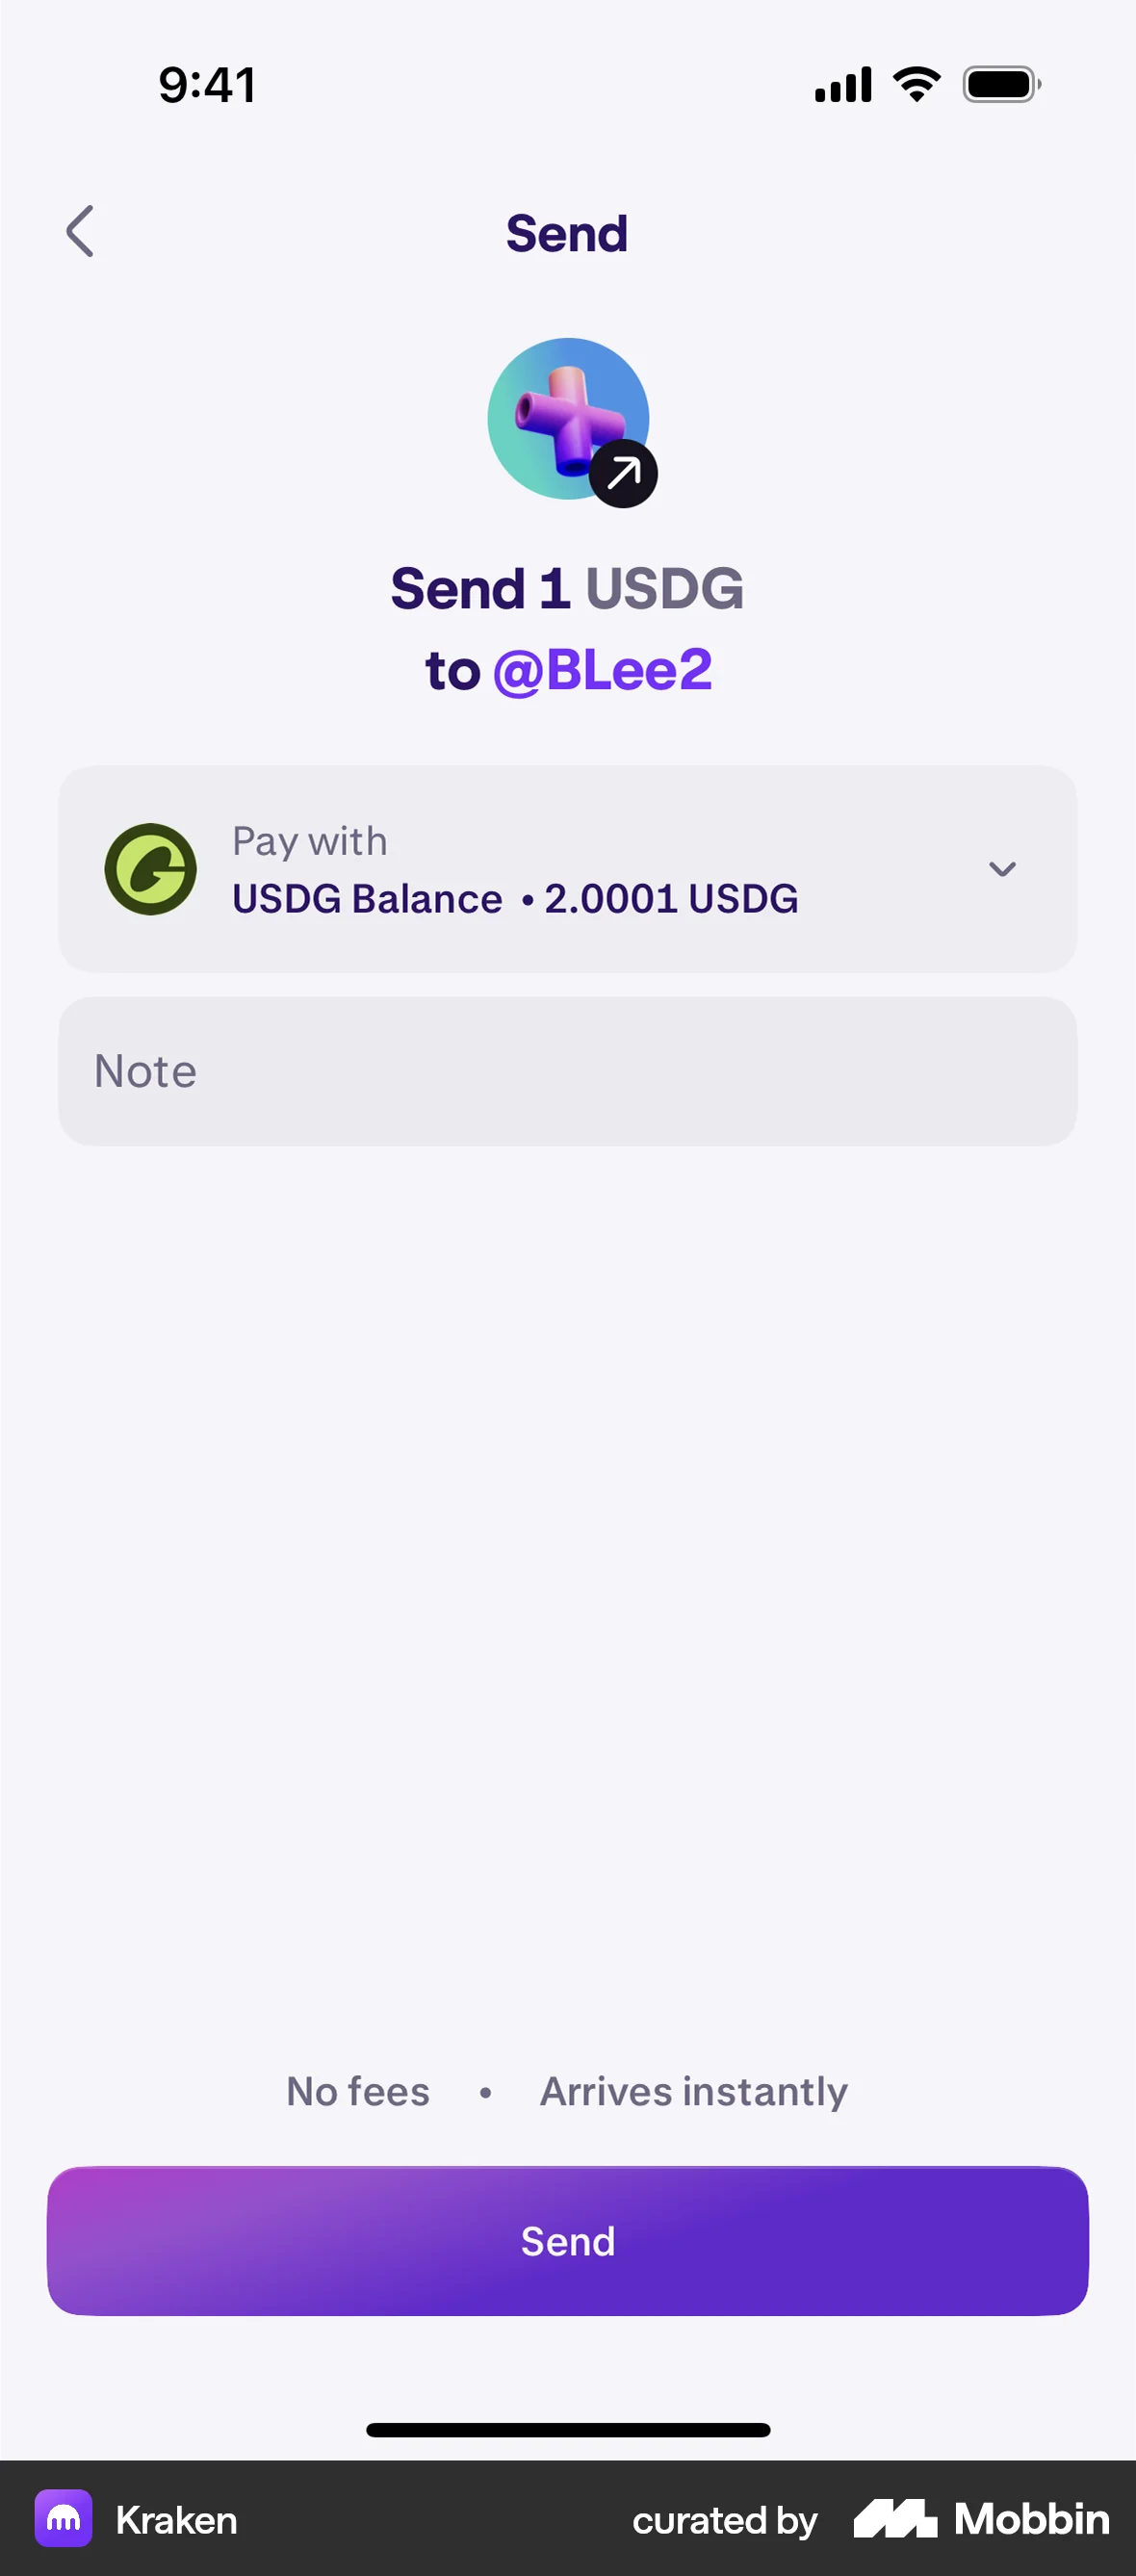 9:41
Send
Send 1 USDG
to @BLee2
Pay with
USDG Balance • 2.0001 USDG
Note
No fees • Arrives instantly
Send
Kraken
curated by Mobbin